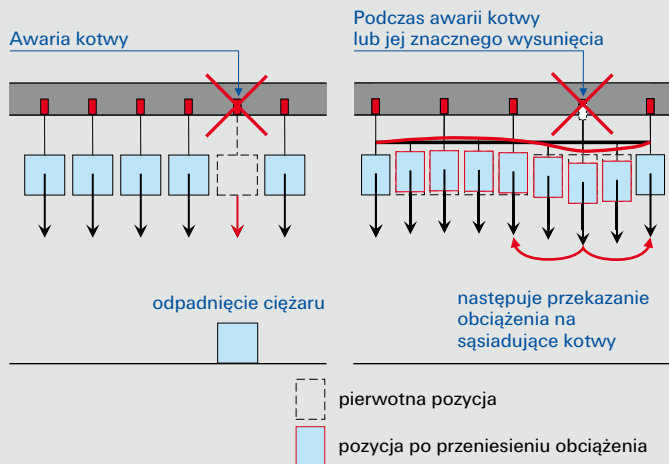 Awaria kotwy
Podczas awarii kotwy
lub jej znacznego wysunięcia
odpadnięcie ciężaru
następuje przekazanie
obciążenia na
sąsiadujące kotwy
pierwotna pozycja
pozycja po przeniesieniu obciążenia